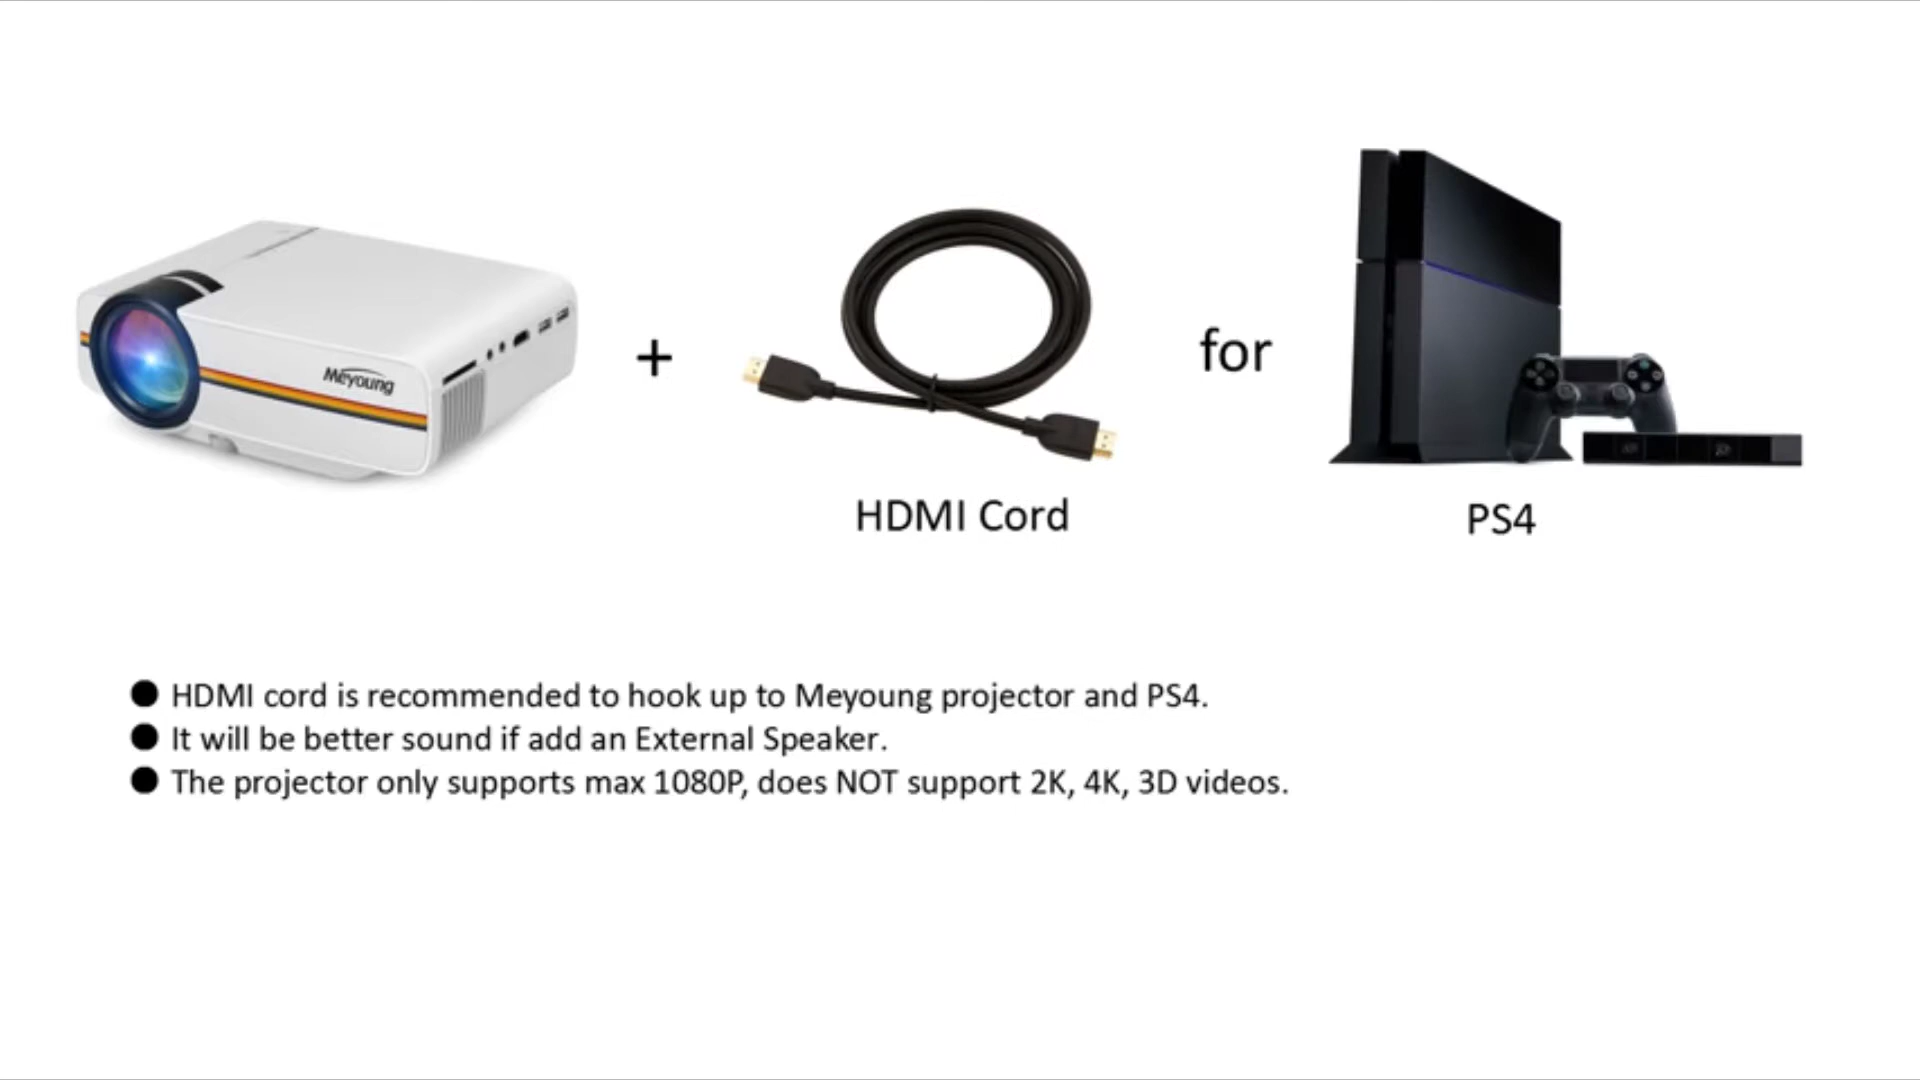 Meyoung
+
for
HDMI Cord
PS4
● HDMI cord is recommended to hook up to Meyoung projector and PS4.
● It will be better sound if add an External Speaker.
● The projector only supports max 1080P, does NOT support 2K, 4K, 3D videos.